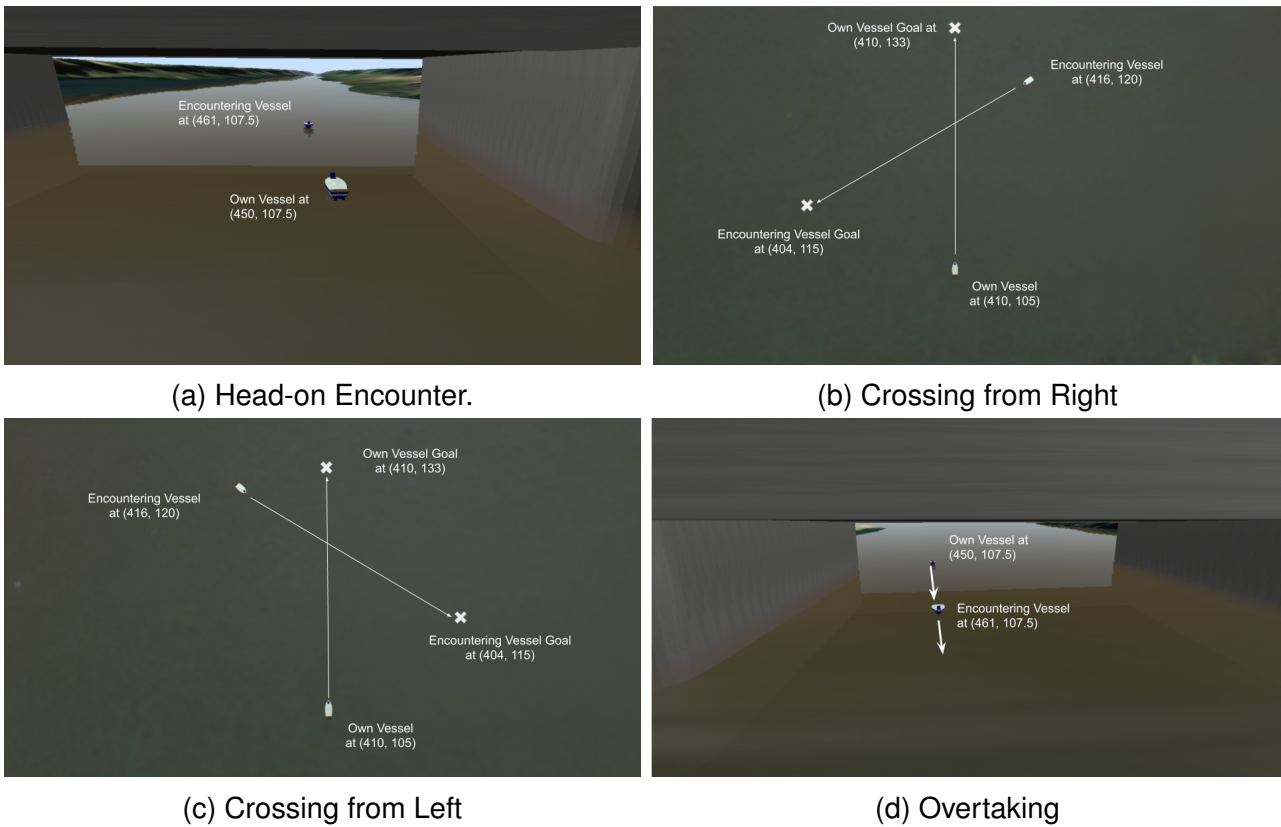 Encountering Vessel
at (461, 107.5)
Own Vessel at
(450, 107.5)
(a) Head-on Encounter.
Own Vessel Goal at
(410, 133)
Encountering Vessel
at (416, 120)
Encountering Vessel Goal
at (404, 115)
Own Vessel
at (410, 105)
(b) Crossing from Right
Own Vessel Goal
at (410, 133)
Encountering Vessel
at (416, 120)
Encountering Vessel Goal
at (404, 115)
Own Vessel
at (410, 105)
(c) Crossing from Left
Own Vessel at
(450, 107.5)
Encountering Vessel
at (461, 107.5)
(d) Overtaking